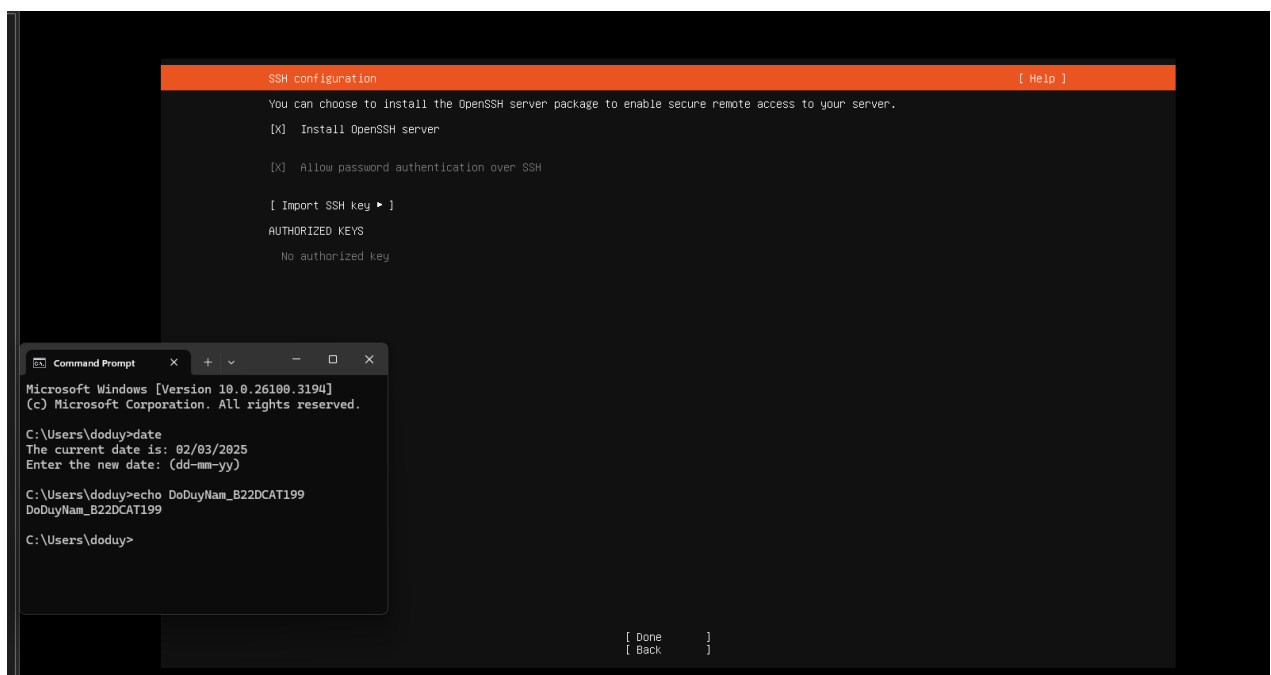 SSH configuration [ Help ]
You can choose to install the OpenSSH server package to enable secure remote access to your server.
[X] Install OpenSSH server
[X] Allow password authentication over SSH
[ Import SSH key ▸ ]
AUTHORIZED KEYS
No authorized key
Command Prompt
Microsoft Windows [Version 10.0.26100.3194]
(c) Microsoft Corporation. All rights reserved.
C:\Users\doduy>date
The current date is: 02/03/2025
Enter the new date: (dd-mm-yy)
C:\Users\doduy>echo DoDuyNam_B22DCAT199
DoDuyNam_B22DCAT199
C:\Users\doduy>
[ Done ]
[ Back ]